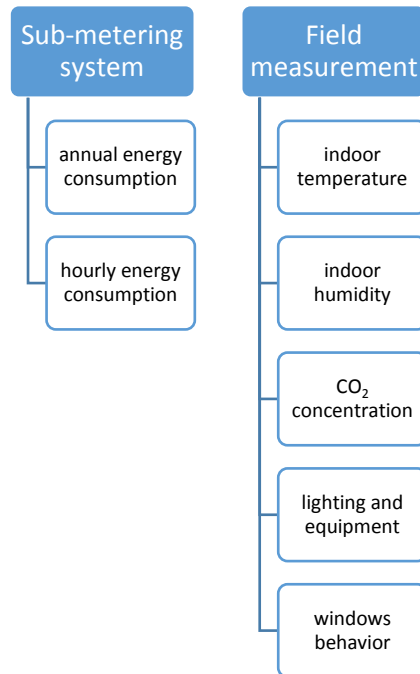 Sub-metering
system
annual energy
consumption
hourly energy
consumption
Field
measurement
indoor
temperature
indoor
humidity
CO₂
concentration
lighting and
equipment
windows
behavior